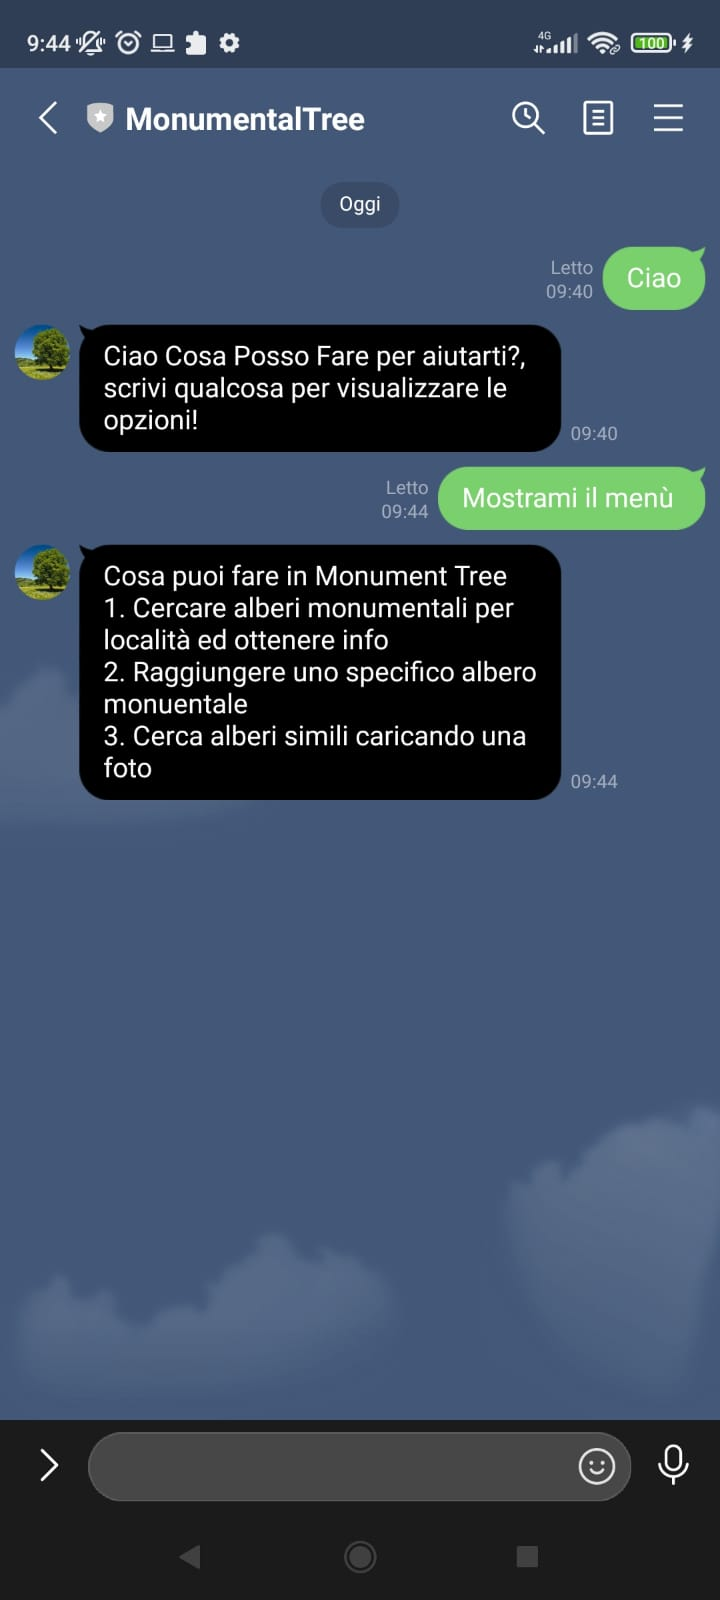 9:44
4G
100
MonumentalTree
Oggi
Letto
09:40
Ciao
Ciao Cosa Posso Fare per aiutarti?,
scrivi qualcosa per visualizzare le
opzioni!
09:40
Letto
09:44
Mostrami il menù
Cosa puoi fare in Monument Tree
1. Cercare alberi monumentali per
località ed ottenere info
2. Raggiungere uno specifico albero
monuentale
3. Cerca alberi simili caricando una
foto
09:44